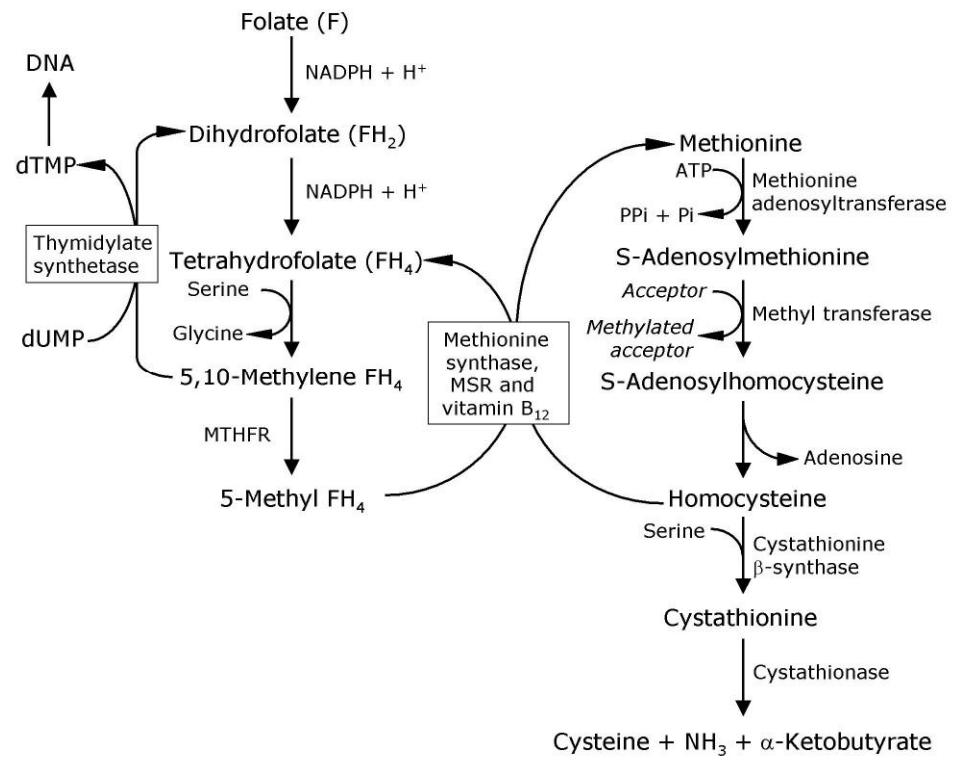 Folate (F)
NADPH + H⁺
DNA
Dihydrofolate (FH₂)
dTMP
NADPH + H⁺
Thymidylate
synthetase
Tetrahydrofolate (FH₄)
Serine
Glycine
dUMP
5,10-Methylene FH₄
MTHFR
5-Methyl FH₄
Methionine
synthase,
MSR and
vitamin B₁₂
Methionine
ATP
Methionine
adenosyltransferase
PPi + Pi
S-Adenosylmethionine
Acceptor
Methyl transferase
Methylated
acceptor
S-Adenosylhomocysteine
Adenosine
Homocysteine
Serine
Cystathionine
β-synthase
Cystathionine
Cystathionase
Cysteine + NH₃ + α-Ketobutyrate